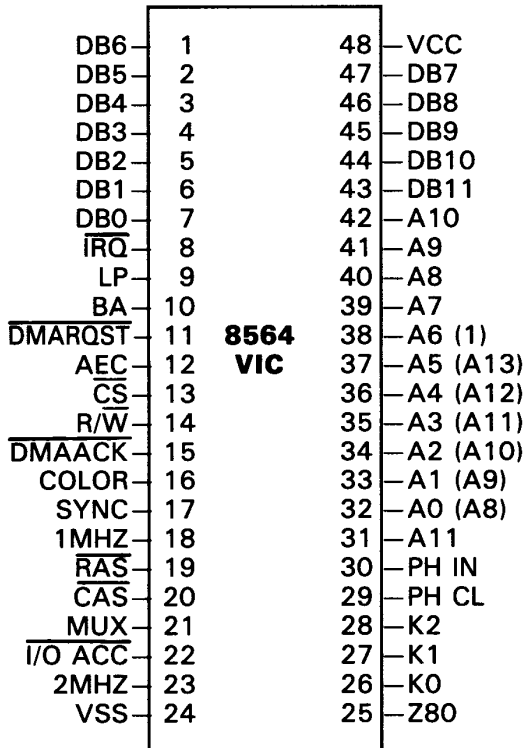 DB6 1 48 VCC
DB5 2 47 DB7
DB4 3 46 DB8
DB3 4 45 DB9
DB2 5 44 DB10
DB1 6 43 DB11
DB0 7 42 A10
IRQ 8 41 A9
LP 9 40 A8
BA 10 39 A7
DMARQST 11 8564 38 A6 (1)
AEC 12 VIC 37 A5 (A13)
CS 13 36 A4 (A12)
R/W 14 35 A3 (A11)
DMAACK 15 34 A2 (A10)
COLOR 16 33 A1 (A9)
SYNC 17 32 A0 (A8)
1MHZ 18 31 A11
RAS 19 30 PH IN
CAS 20 29 PH CL
MUX 21 28 K2
I/O ACC 22 27 K1
2MHZ 23 26 K0
VSS 24 25 Z80